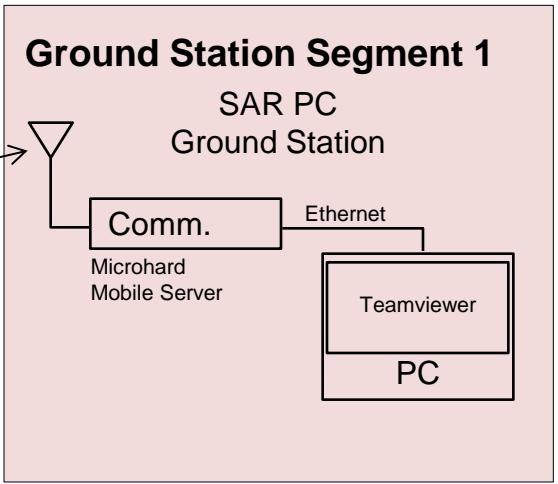 Ground Station Segment 1
SAR PC
Ground Station
Comm.
Ethernet
Microhard
Mobile Server
Teamviewer
PC